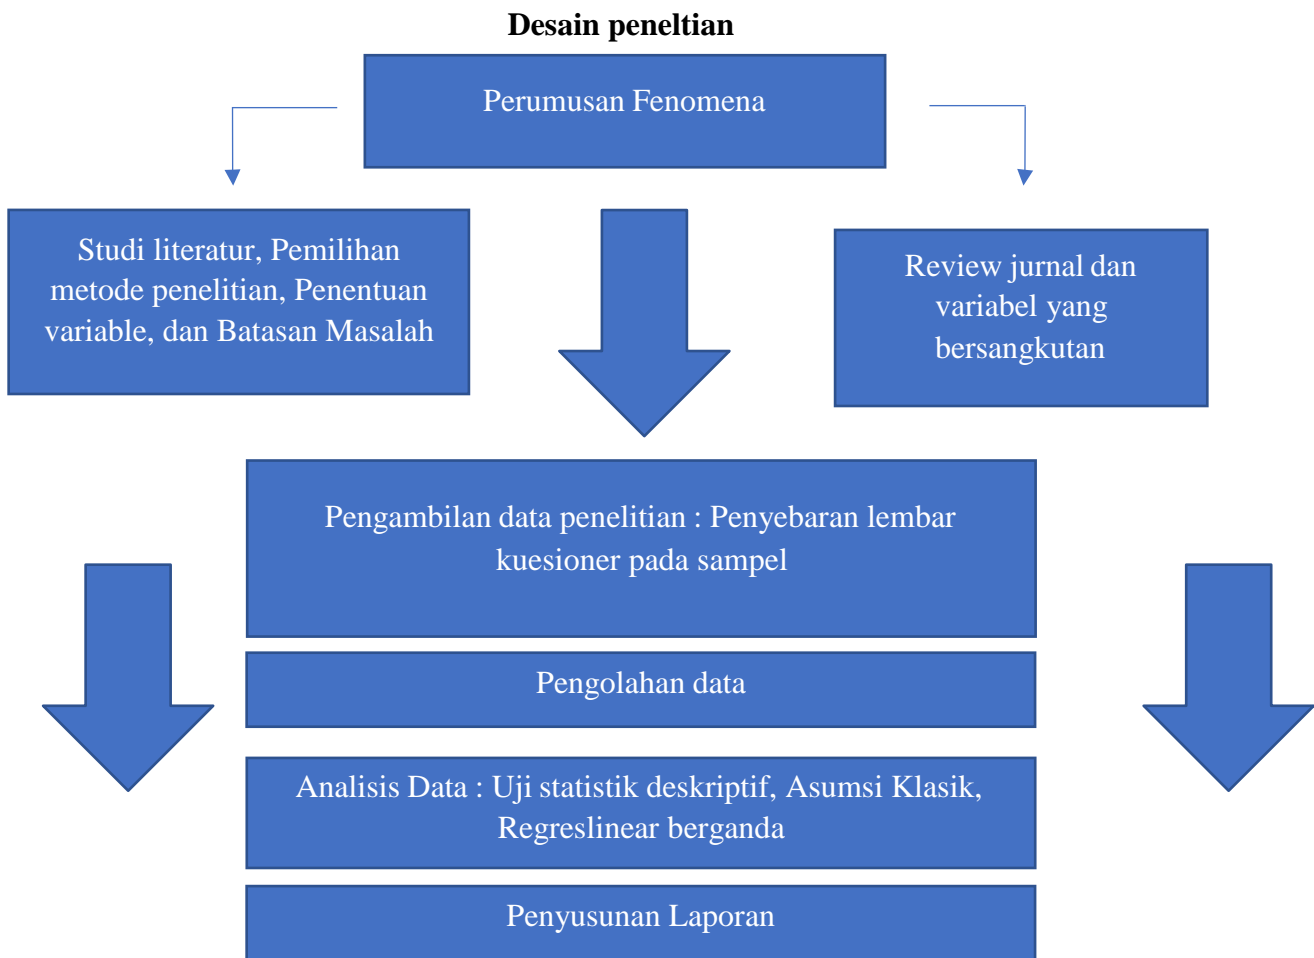 Desain peneltian
Perumusan Fenomena
Studi literatur, Pemilihan
metode penelitian, Penentuan
variable, dan Batasan Masalah
Review jurnal dan
variabel yang
bersangkutan
Pengambilan data penelitian : Penyebaran lembar
kuesioner pada sampel
Pengolahan data
Analisis Data : Uji statistik deskriptif, Asumsi Klasik,
Regreslinear berganda
Penyusunan Laporan